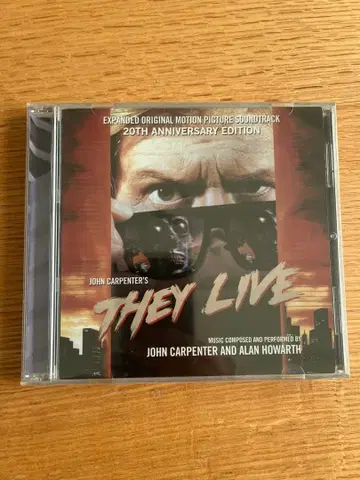 EXPANDED ORIGINAL MOTION PICTURE SOUNDTRACK
20TH ANNIVERSARY EDITION
JOHN CARPENTER'S
THEY LIVE
MUSIC COMPOSED AND PERFORMED BY
JOHN CARPENTER AND ALAN HOWARTH